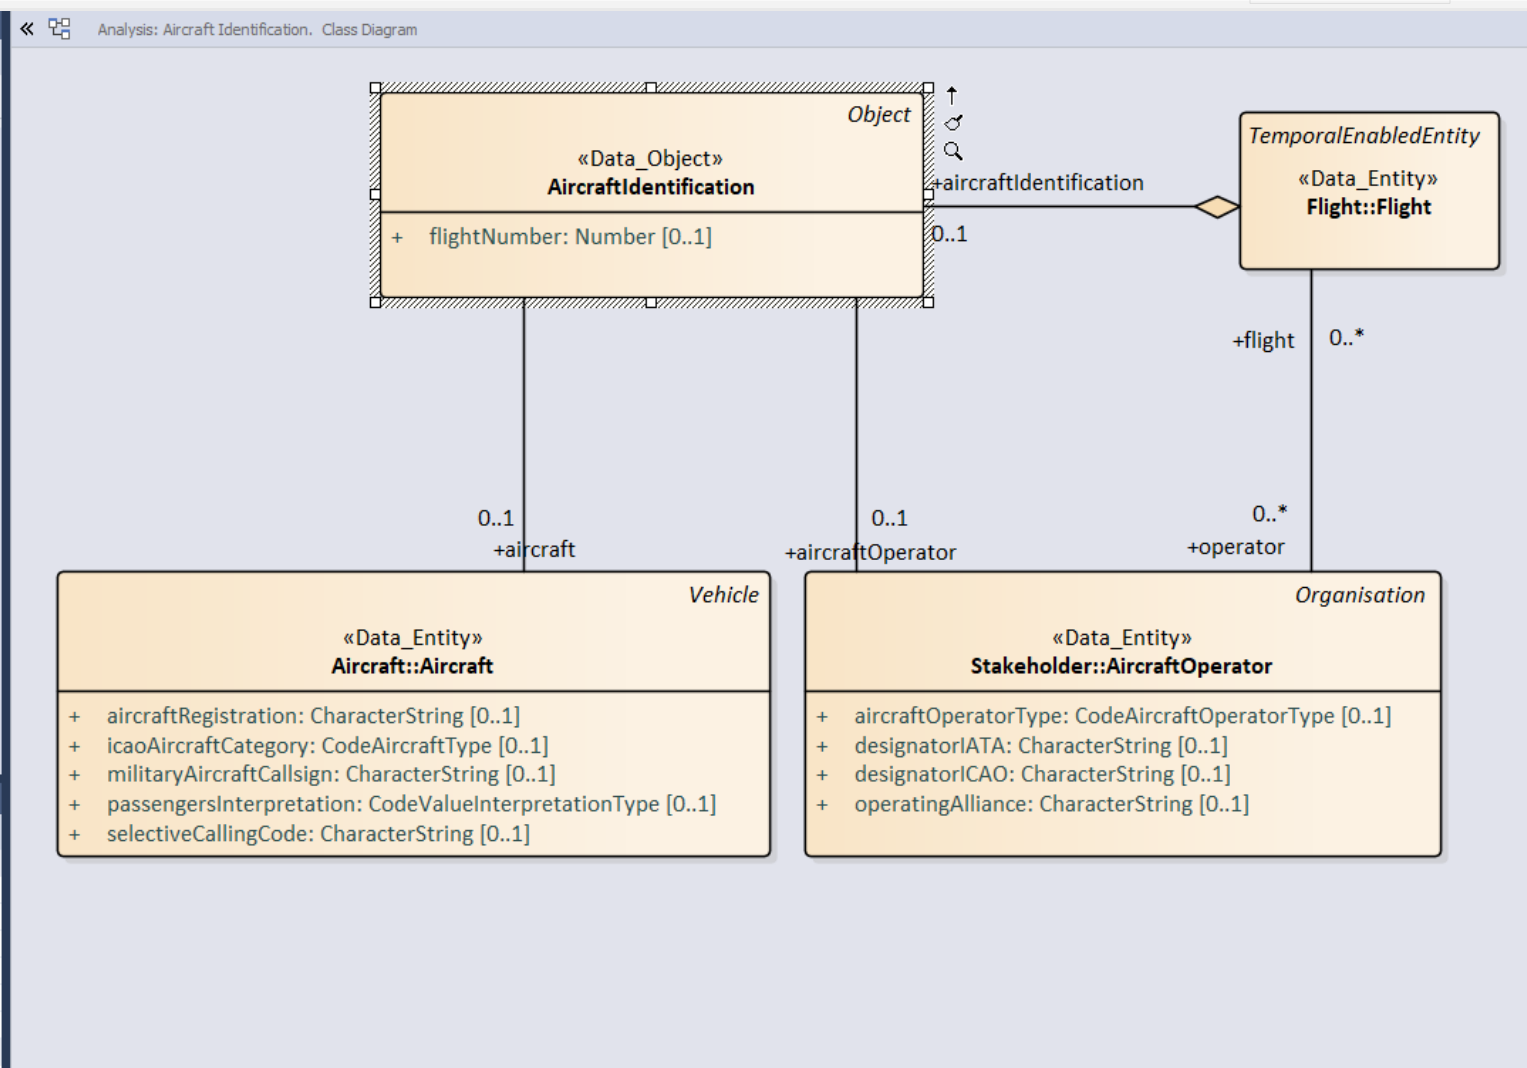 Analysis: Aircraft Identification.  Class Diagram
Object
«Data_Object»
AircraftIdentification
+ flightNumber: Number [0..1]
+aircraftIdentification
0..1
TemporalEnabledEntity
«Data_Entity»
Flight::Flight
+flight
0..*
0..1
+aircraft
0..1
+aircraftOperator
0..*
+operator
Vehicle
«Data_Entity»
Aircraft::Aircraft
+ aircraftRegistration: CharacterString [0..1]
+ icaoAircraftCategory: CodeAircraftType [0..1]
+ militaryAircraftCallsign: CharacterString [0..1]
+ passengersInterpretation: CodeValueInterpretationType [0..1]
+ selectiveCallingCode: CharacterString [0..1]
Organisation
«Data_Entity»
Stakeholder::AircraftOperator
+ aircraftOperatorType: CodeAircraftOperatorType [0..1]
+ designatorIATA: CharacterString [0..1]
+ designatorICAO: CharacterString [0..1]
+ operatingAlliance: CharacterString [0..1]